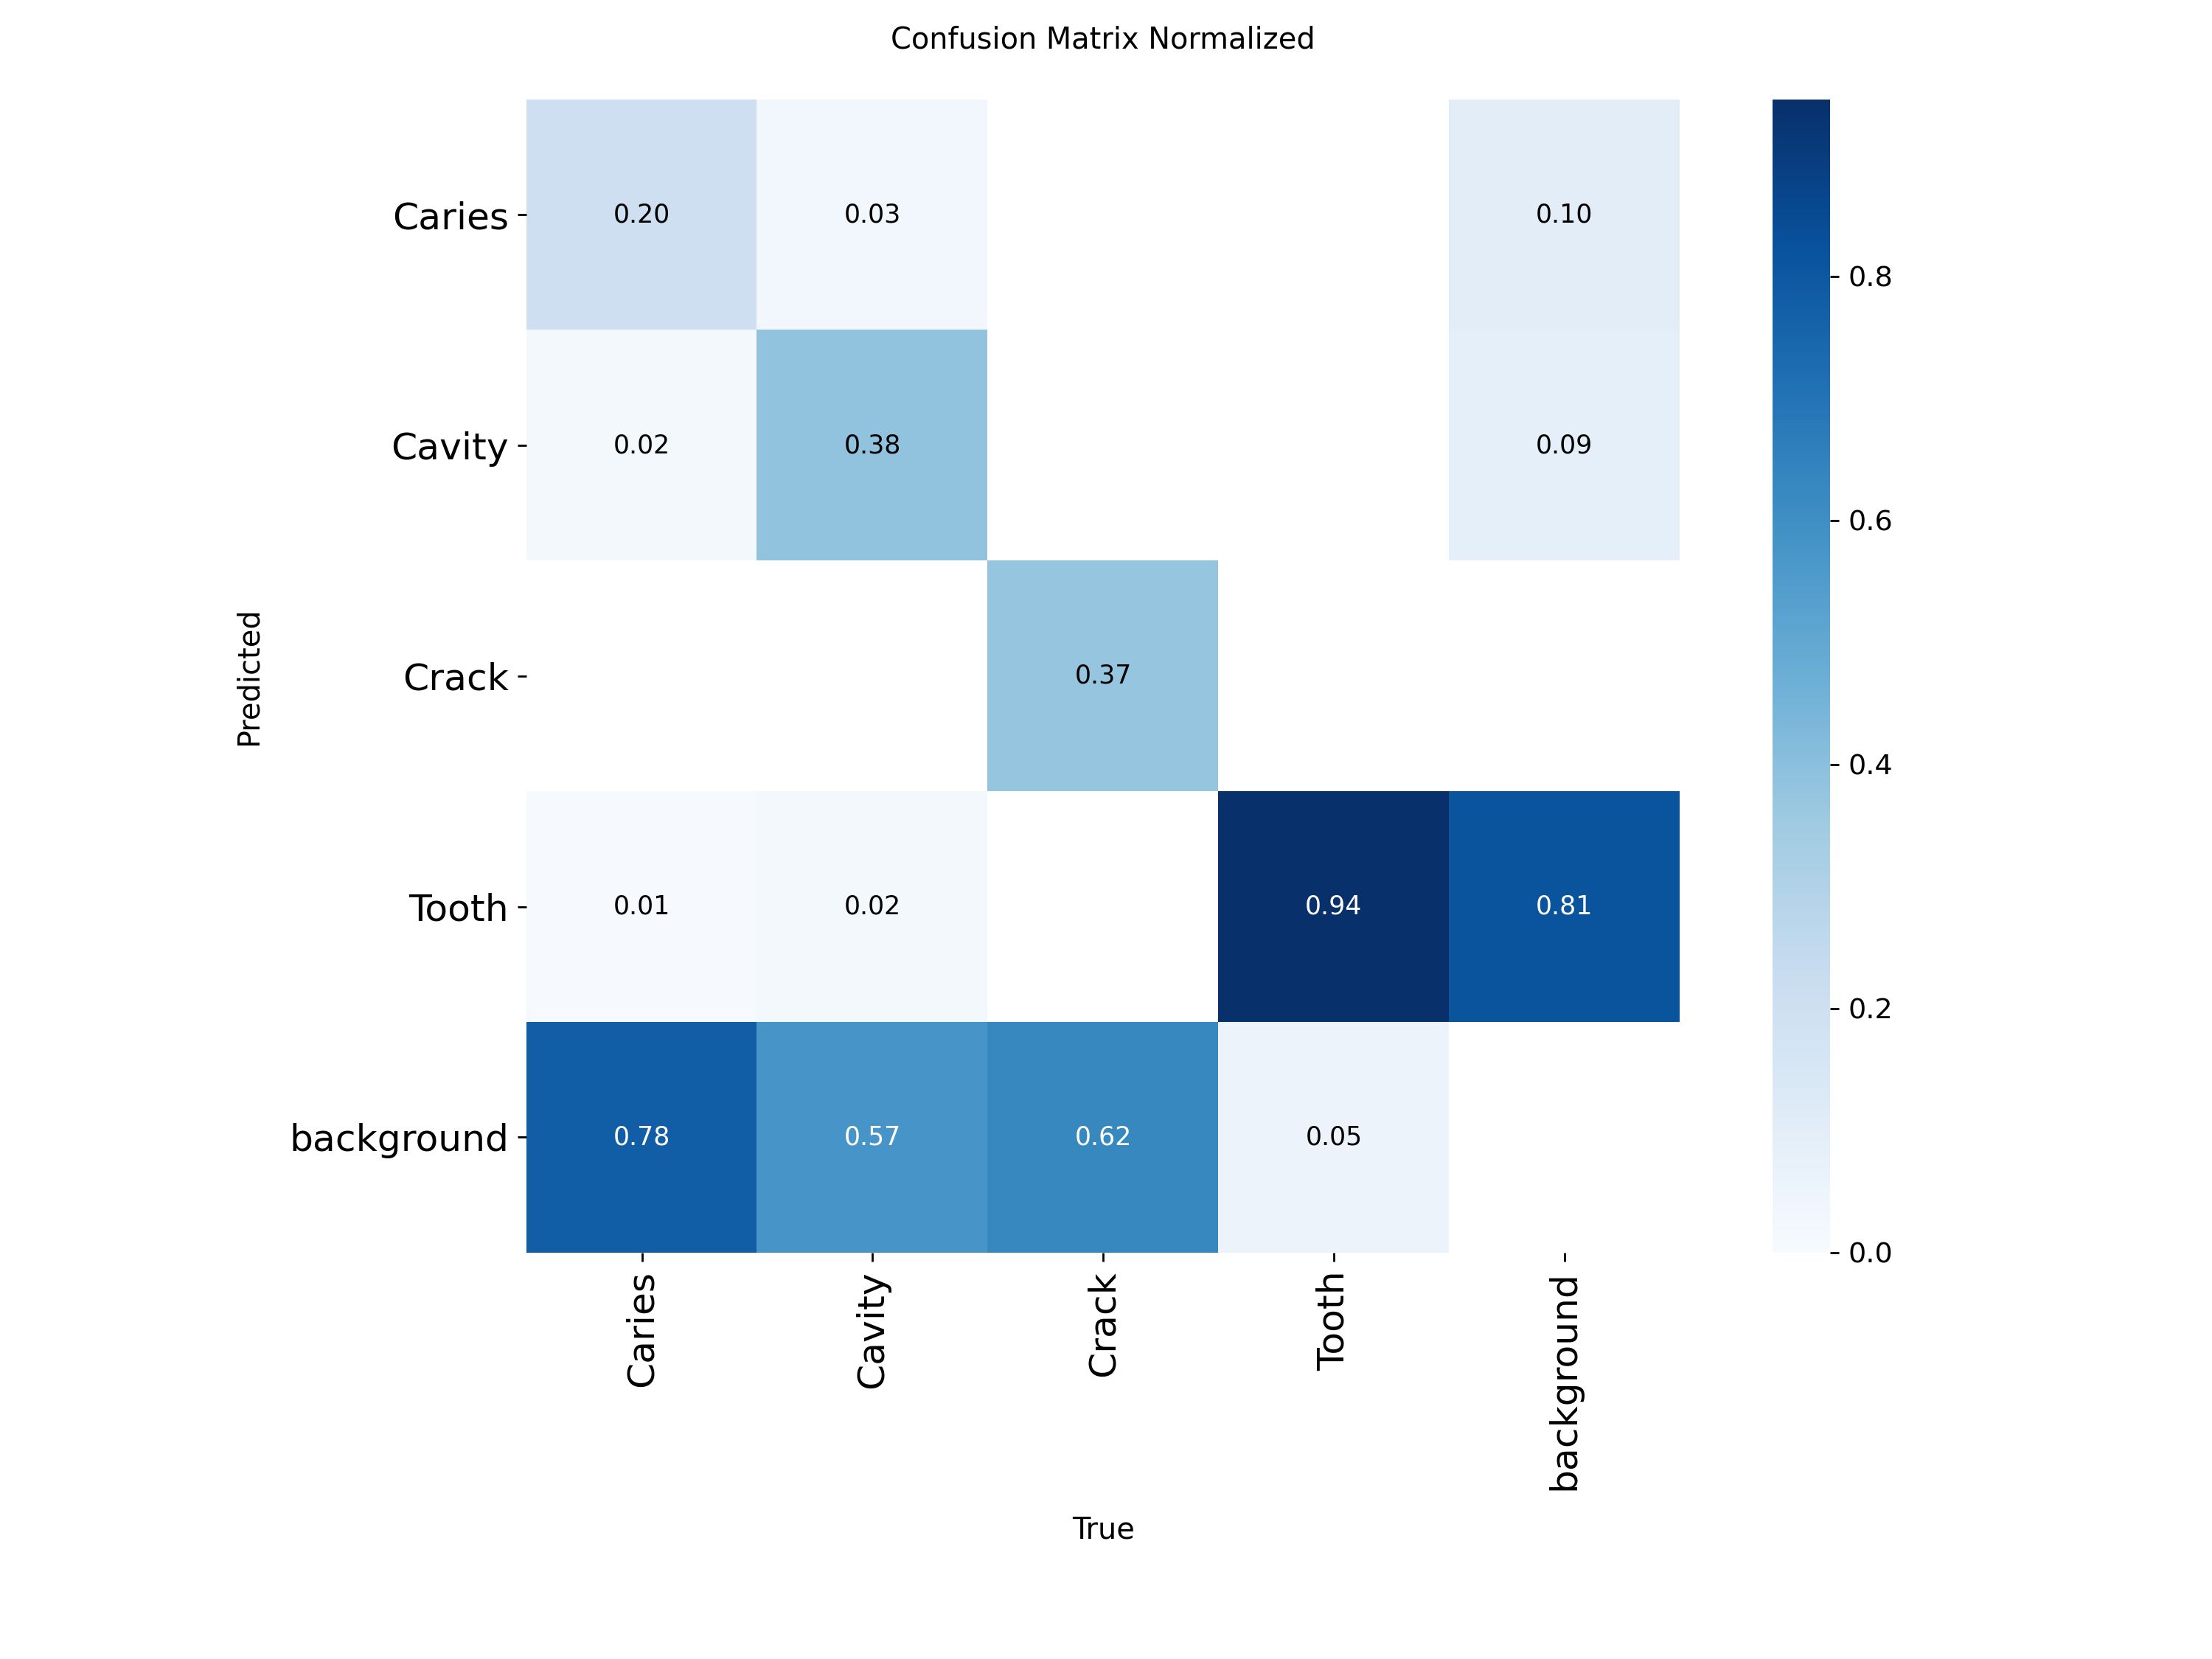 Confusion Matrix Normalized
Caries 0.20 0.03 0.10
Cavity 0.02 0.38 0.09
Crack 0.37
Tooth 0.01 0.02 0.94 0.81
background 0.78 0.57 0.62 0.05
Predicted
Caries Cavity Crack Tooth background
True
0.8
0.6
0.4
0.2
0.0